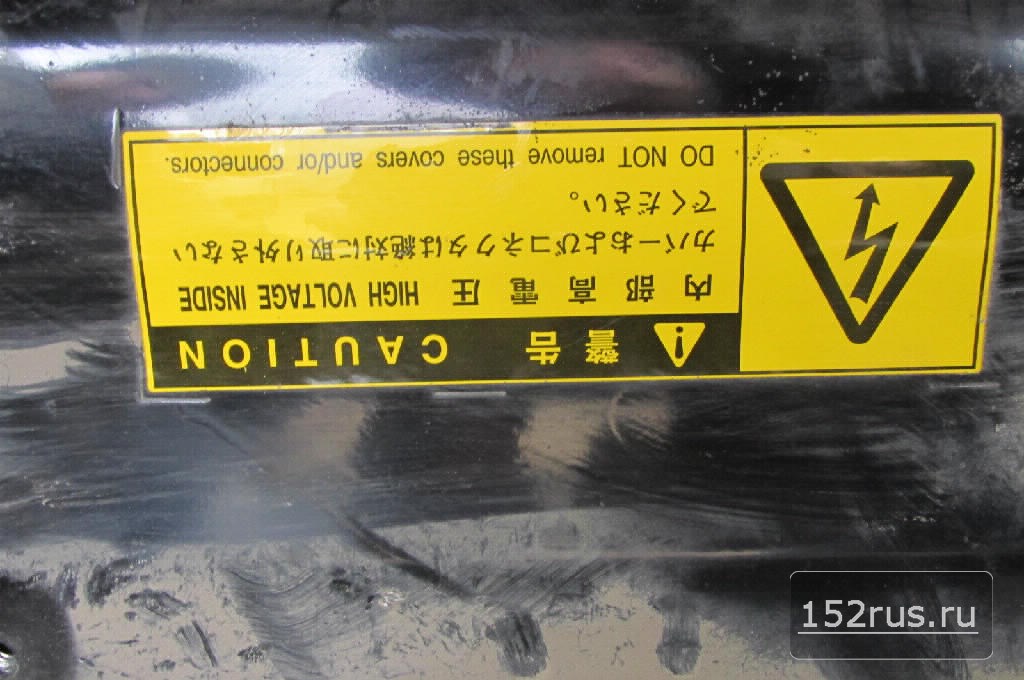 警告 CAUTION
内部高電圧 HIGH VOLTAGE INSIDE
カバーおよびコネクタは絶対に取り外さない
でください。
DO NOT remove these covers and/or connectors.
152rus.ru